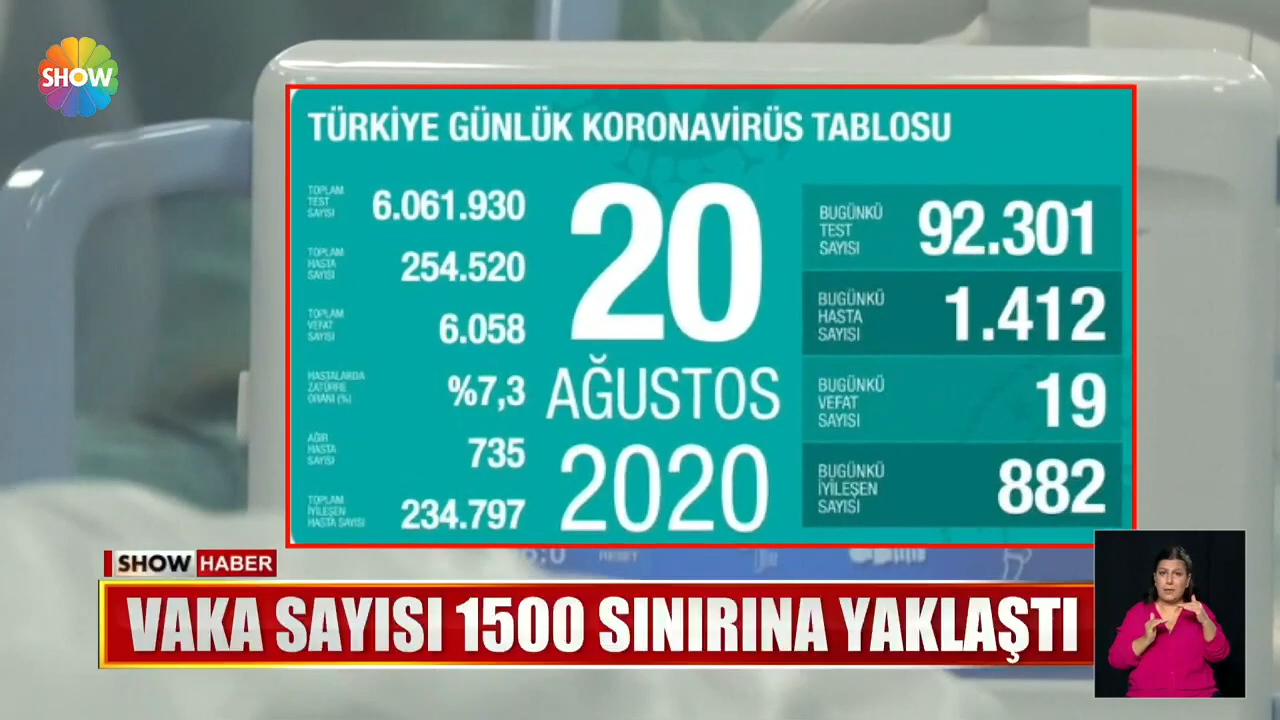 SHOW
TÜRKİYE GÜNLÜK KORONAVİRÜS TABLOSU
TOPLAM
TEST
SAYISI
6.061.930
TOPLAM
HASTA
SAYISI
254.520
TOPLAM
VEFAT
SAYISI
6.058
HASTALARDA
ZATÜRRE
ORANI (%)
%7,3
AĞIR
HASTA
SAYISI
735
TOPLAM
İYİLEŞEN
HASTA SAYISI
234.797
20
AĞUSTOS
2020
BUGÜNKÜ
TEST
SAYISI
92.301
BUGÜNKÜ
HASTA
SAYISI
1.412
BUGÜNKÜ
VEFAT
SAYISI
19
BUGÜNKÜ
İYİLEŞEN
SAYISI
882
RESET
SHOW HABER
VAKA SAYISI 1500 SINIRINA YAKLAŞTI